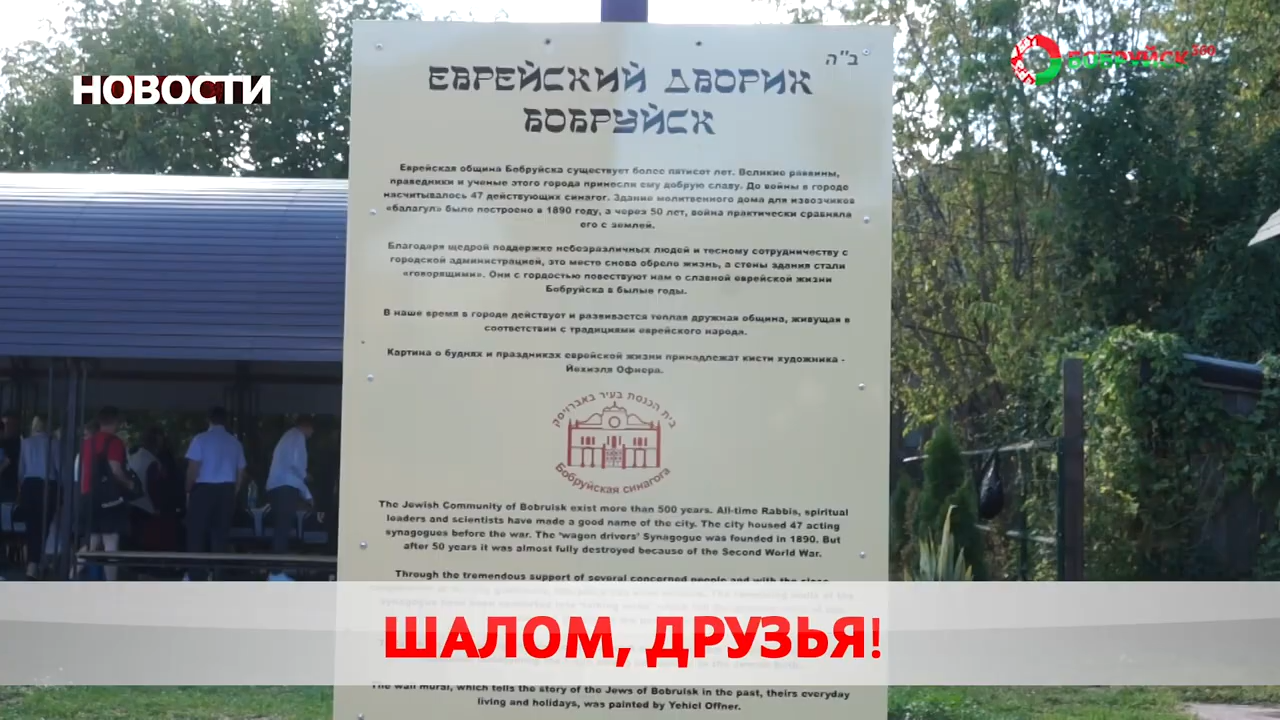 НОВОСТИ
БОБРУЙСК 360
ב"ה
ЕВРЕЙСКИЙ ДВОРИК
БОБРУЙСК
Еврейская община Бобруйска существует более пятисот лет. Великие раввины,
праведники и ученые этого города принесли ему добрую славу. До войны в городе
насчитывалось 47 действующих синагог. Здание молитвенного дома для извозчиков
«балагул» было построено в 1890 году, а через 50 лет, война практически сравняла
его с землей.
Благодаря щедрой поддержке небезразличных людей и тесному сотрудничеству с
городской администрацией, это место снова обрело жизнь, а стены здания стали
«говорящими». Они с гордостью повествуют нам о славной еврейской жизни
Бобруйска в былые годы.
В наше время в городе действует и развивается теплая дружная община, живущая в
соответствии с традициями еврейского народа.
Картина о буднях и праздниках еврейской жизни принадлежат кисти художника -
Йехиэля Офнера.
בית הכנסת בעיר באברויסק
Бобруйская синагога
The Jewish Community of Bobruisk exist more than 500 years. All-time Rabbis, spiritual
leaders and scientists have made a good name of the city. The city housed 47 acting
synagogues before the war. The 'wagon drivers' Synagogue was founded in 1890. But
after 50 years it was almost fully destroyed because of the Second World War.
Through the tremendous support of several concerned people and with the close
ШАЛОМ, ДРУЗЬЯ!
The wall mural, which tells the story of the Jews of Bobruisk in the past, theirs everyday
living and holidays, was painted by Yehiel Offner.